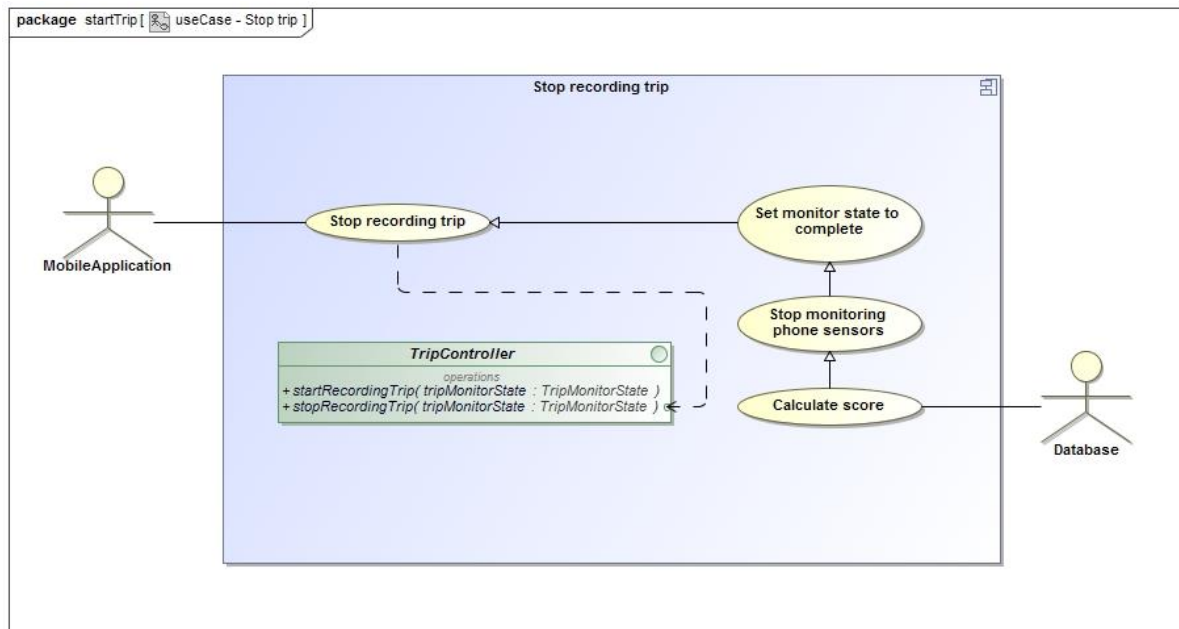 package startTrip [ useCase - Stop trip ]
Stop recording trip
MobileApplication
Stop recording trip
Set monitor state to
complete
Stop monitoring
phone sensors
TripController
operations
+startRecordingTrip( tripMonitorState : TripMonitorState )
+stopRecordingTrip( tripMonitorState : TripMonitorState )
Calculate score
Database